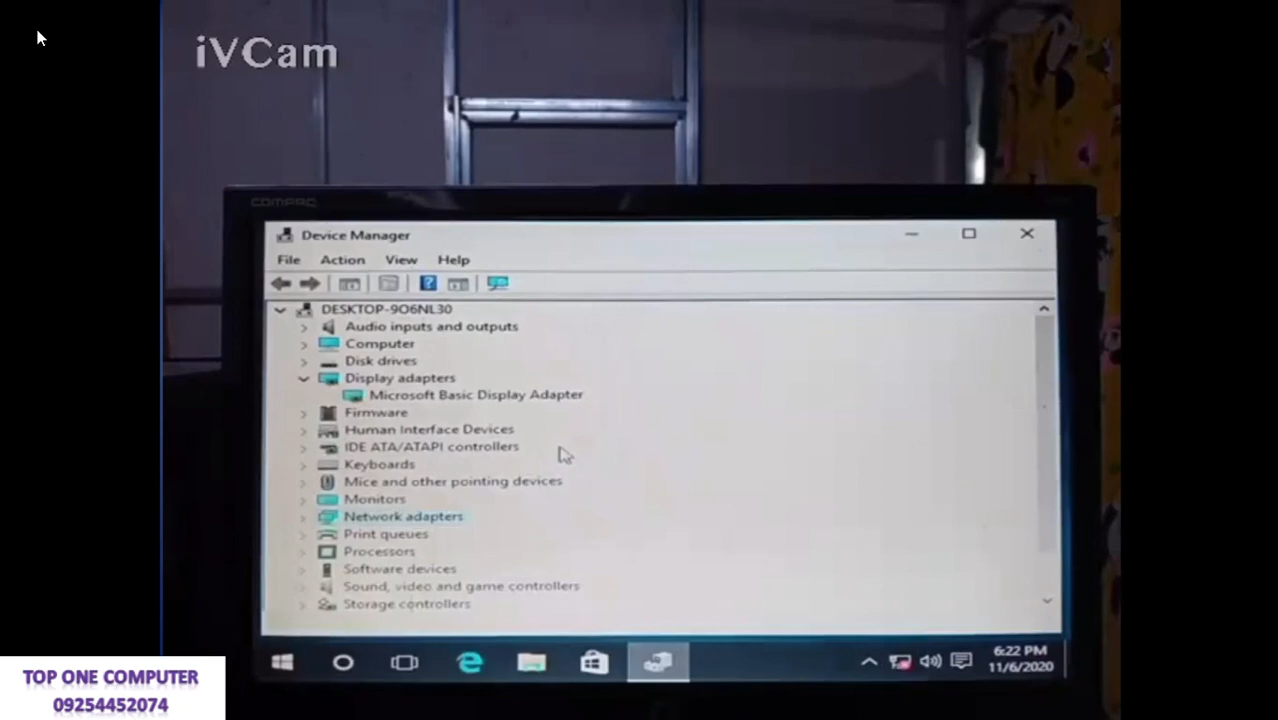 iVCam
COMPAQ
Device Manager
File Action View Help
DESKTOP-9O6NL30
Audio inputs and outputs
Computer
Disk drives
Display adapters
Microsoft Basic Display Adapter
Firmware
Human Interface Devices
IDE ATA/ATAPI controllers
Keyboards
Mice and other pointing devices
Monitors
Network adapters
Print queues
Processors
Software devices
Sound, video and game controllers
Storage controllers
6:22 PM
11/6/2020
TOP ONE COMPUTER
09254452074